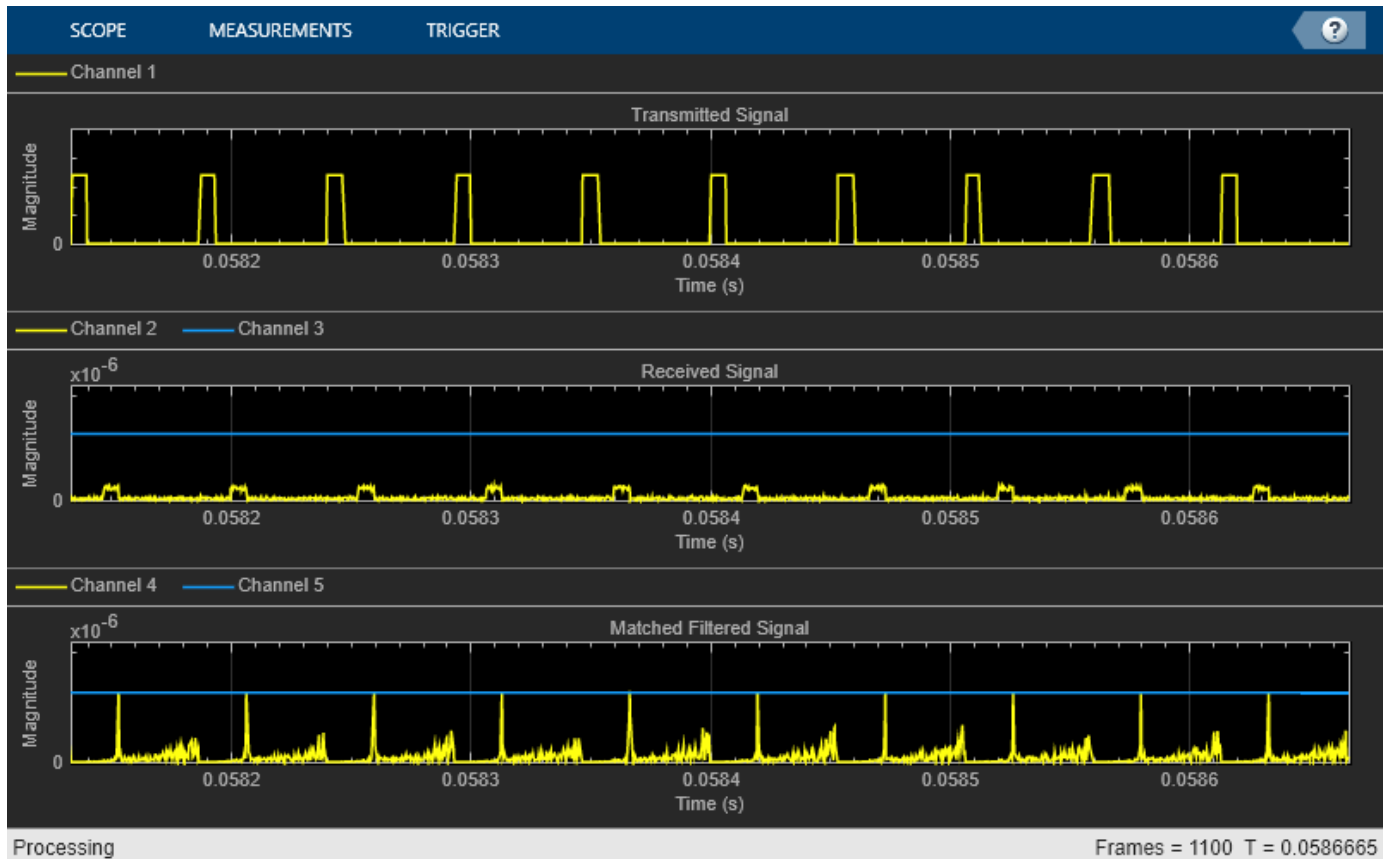 SCOPE MEASUREMENTS TRIGGER ?
Channel 1
Transmitted Signal
Magnitude
0
0.0582 0.0583 0.0584 0.0585 0.0586
Time (s)
Channel 2 Channel 3
x10-6
Received Signal
Magnitude
0
0.0582 0.0583 0.0584 0.0585 0.0586
Time (s)
Channel 4 Channel 5
x10-6
Matched Filtered Signal
Magnitude
0
0.0582 0.0583 0.0584 0.0585 0.0586
Time (s)
Processing Frames = 1100 T = 0.0586665